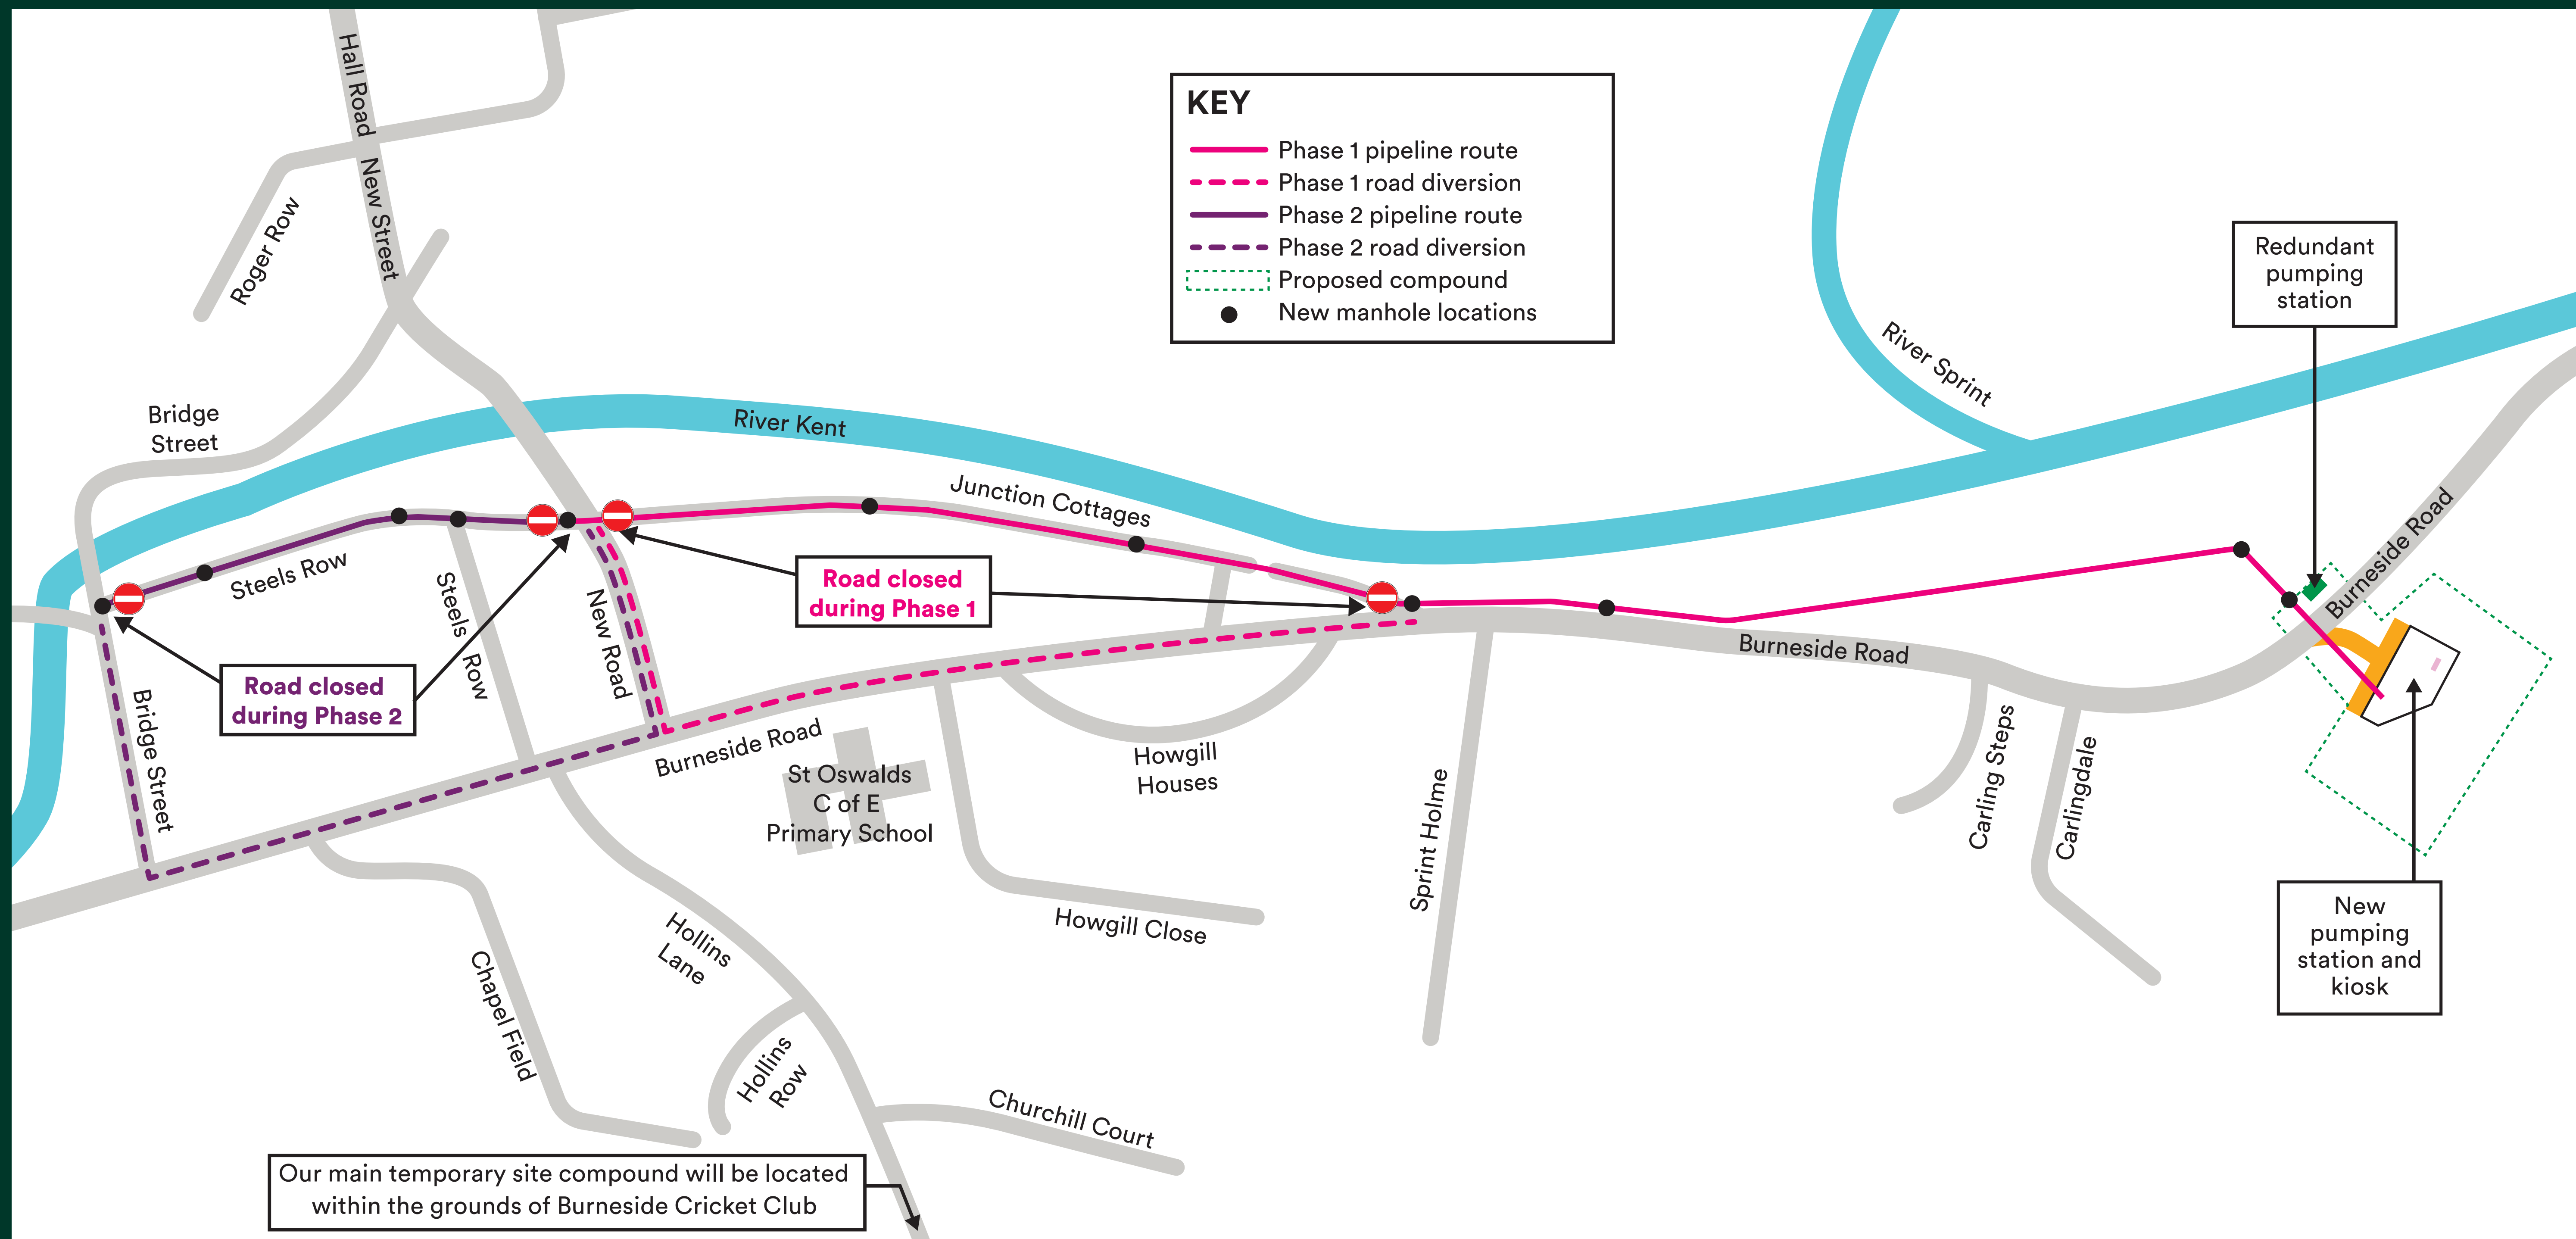 Hall Road
New Street
Roger Row
KEY
Phase 1 pipeline route
Phase 1 road diversion
Phase 2 pipeline route
Phase 2 road diversion
Proposed compound
New manhole locations
Redundant
pumping
station
River Sprint
Bridge
Street
River Kent
Junction Cottages
Steels Row
Steels Row
New Road
Road closed
during Phase 1
Road closed
during Phase 2
Bridge Street
Burneside Road
Burneside Road
Burneside Road
St Oswalds
C of E
Primary School
Howgill
Houses
Howgill Close
Sprint Holme
Carling Steps
Carlingdale
New
pumping
station and
kiosk
Hollins
Lane
Chapel Field
Hollins
Row
Churchill Court
Our main temporary site compound will be located
within the grounds of Burneside Cricket Club